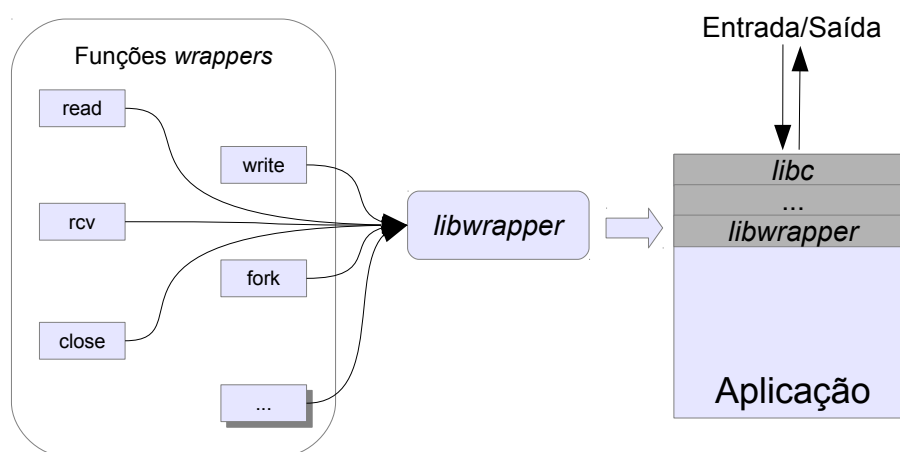 Funções wrappers
read
write
rcv
fork
close
...
libwrapper
Entrada/Saída
libc
...
libwrapper
Aplicação